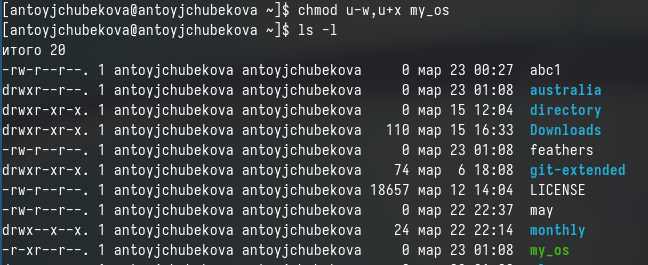 [antoyjchubekova@antoyjchubekova ~]$ chmod u-w,u+x my_os
[antoyjchubekova@antoyjchubekova ~]$ ls -l
итого 20
-rw-r--r--. 1 antoyjchubekova antoyjchubekova     0 мар 23 00:27  abc1
drwxr--r--. 1 antoyjchubekova antoyjchubekova     0 мар 23 01:08  australia
drwxr-xr-x. 1 antoyjchubekova antoyjchubekova     0 мар 15 12:04  directory
drwxr-xr-x. 1 antoyjchubekova antoyjchubekova   110 мар 15 16:33  Downloads
-rw-rw-r--. 1 antoyjchubekova antoyjchubekova     0 мар 23 01:08  feathers
drwxr-xr-x. 1 antoyjchubekova antoyjchubekova    74 мар  6 18:08  git-extended
-rw-r--r--. 1 antoyjchubekova antoyjchubekova 18657 мар 12 14:04  LICENSE
-rw-r--r--. 1 antoyjchubekova antoyjchubekova     0 мар 22 22:37  may
drwx--x--x. 1 antoyjchubekova antoyjchubekova    24 мар 22 22:14  monthly
-r-xr--r--. 1 antoyjchubekova antoyjchubekova     0 мар 23 01:08  my_os